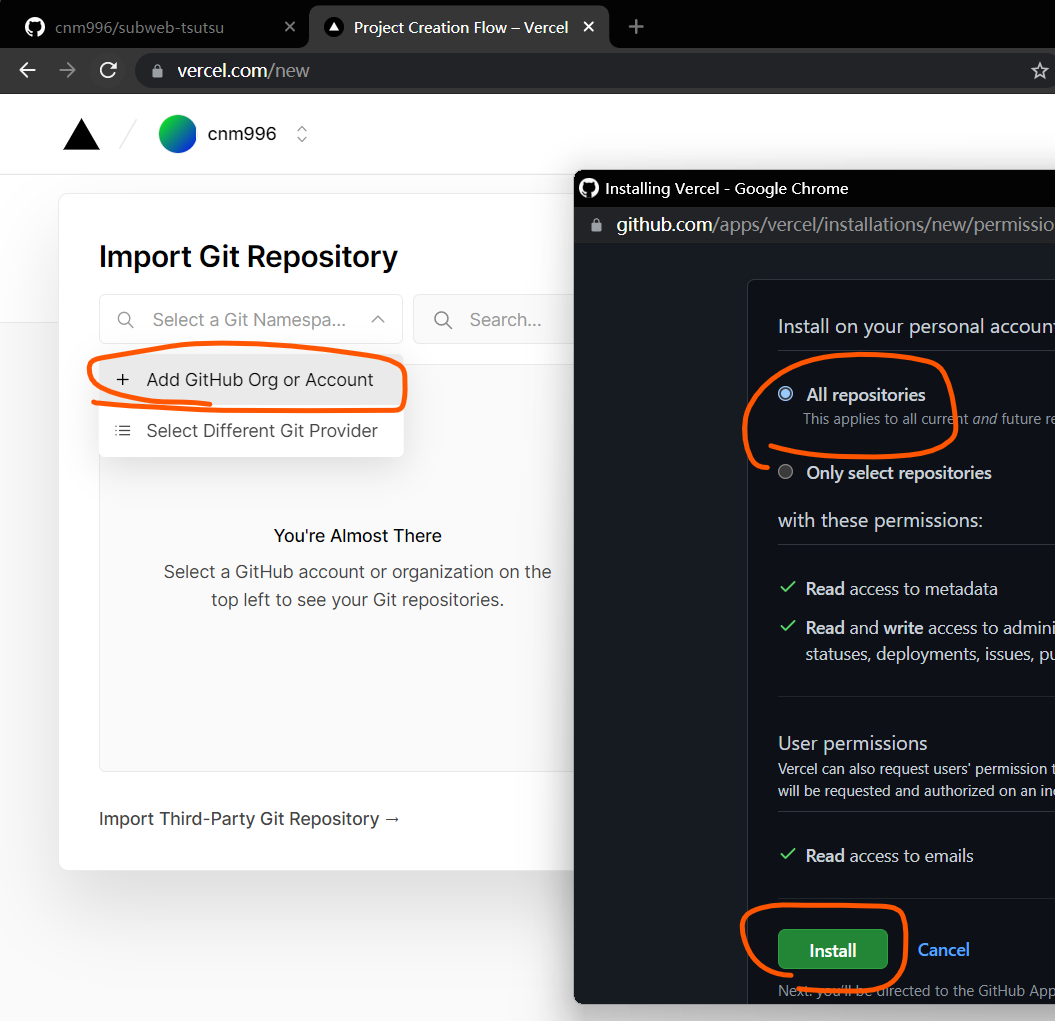 cnm996/subweb-tsutsu
Project Creation Flow – Vercel
vercel.com/new
cnm996
Import Git Repository
Select a Git Namespa...
Search...
Add GitHub Org or Account
Select Different Git Provider
You're Almost There
Select a GitHub account or organization on the
top left to see your Git repositories.
Import Third-Party Git Repository →
Installing Vercel - Google Chrome
github.com/apps/vercel/installations/new/permissio
Install on your personal accoun
All repositories
This applies to all current and future re
Only select repositories
with these permissions:
Read access to metadata
Read and write access to admini
statuses, deployments, issues, pu
User permissions
Vercel can also request users' permission t
will be requested and authorized on an in
Read access to emails
Install
Cancel
Next: you'll be directed to the GitHub App